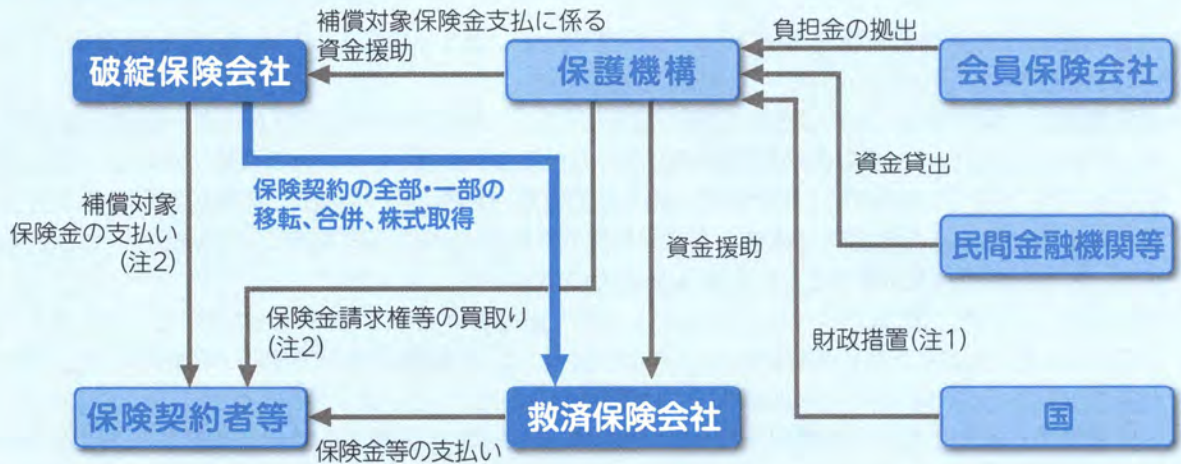 補償対象保険金支払に係る
資金援助
負担金の拠出
破綻保険会社
保護機構
会員保険会社
資金貸出
保険契約の全部・一部の
移転、合併、株式取得
補償対象
保険金の支払い
(注2)
資金援助
民間金融機関等
保険金請求権等の買取り
(注2)
財政措置(注1)
保険契約者等
救済保険会社
国
保険金等の支払い